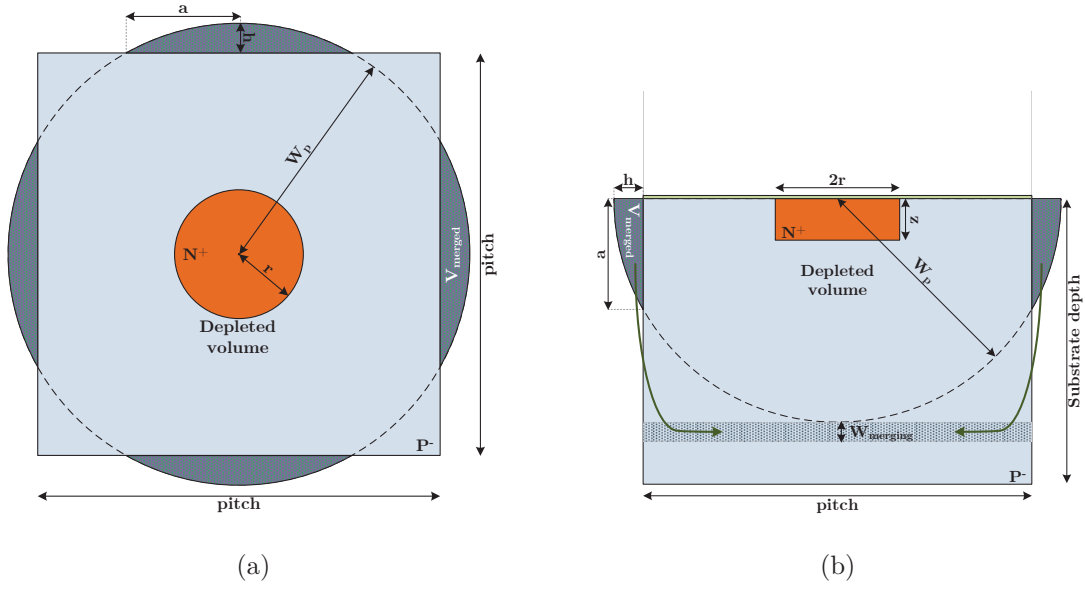 a
h
W_p
N+
r
Depleted
volume
V_merged
pitch
P-
pitch
(a)
h
2r
V_merged
N+
z
a
Depleted
volume
W_p
Substrate depth
W_merging
P-
pitch
(b)